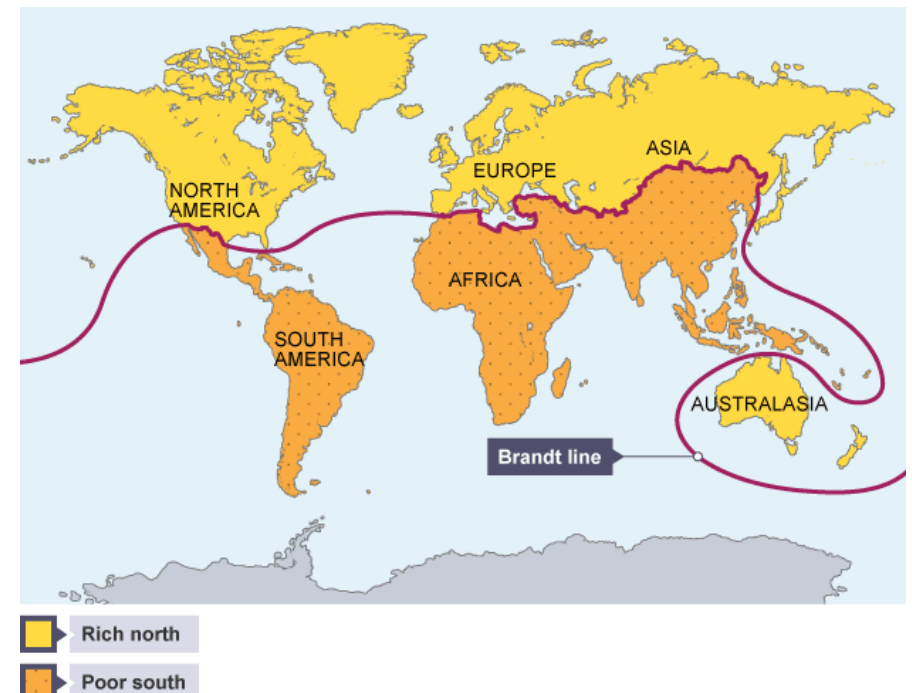 ASIA
EUROPE
NORTH
AMERICA
AFRICA
SOUTH
AMERICA
AUSTRALASIA
Brandt line
Rich north
Poor south